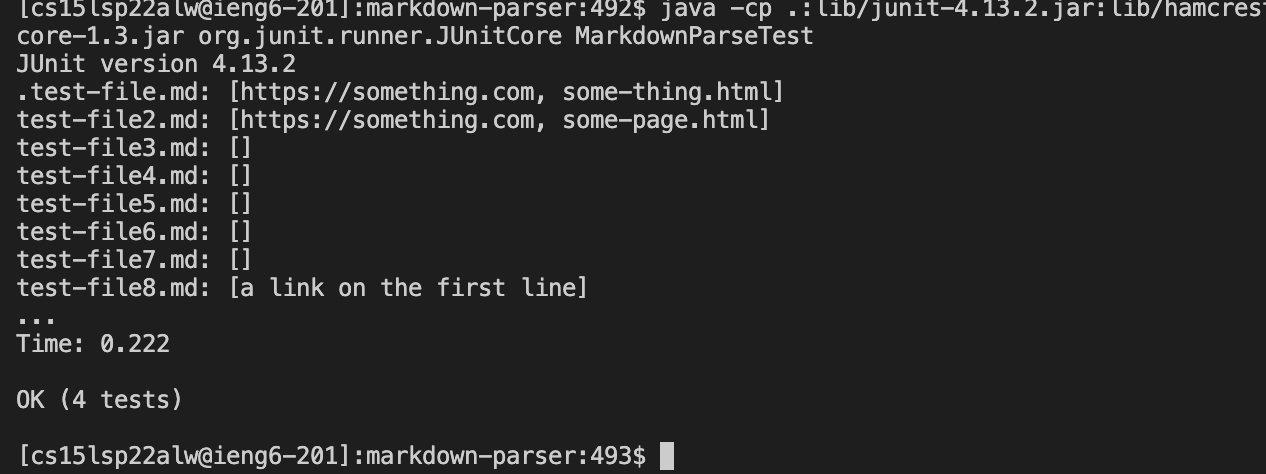 [cs15lsp22alw@ieng6-201]:markdown-parser:492$ java -cp .:lib/junit-4.13.2.jar:lib/hamcrest
core-1.3.jar org.junit.runner.JUnitCore MarkdownParseTest
JUnit version 4.13.2
.test-file.md: [https://something.com, some-thing.html]
test-file2.md: [https://something.com, some-page.html]
test-file3.md: []
test-file4.md: []
test-file5.md: []
test-file6.md: []
test-file7.md: []
test-file8.md: [a link on the first line]
...
Time: 0.222
OK (4 tests)
[cs15lsp22alw@ieng6-201]:markdown-parser:493$